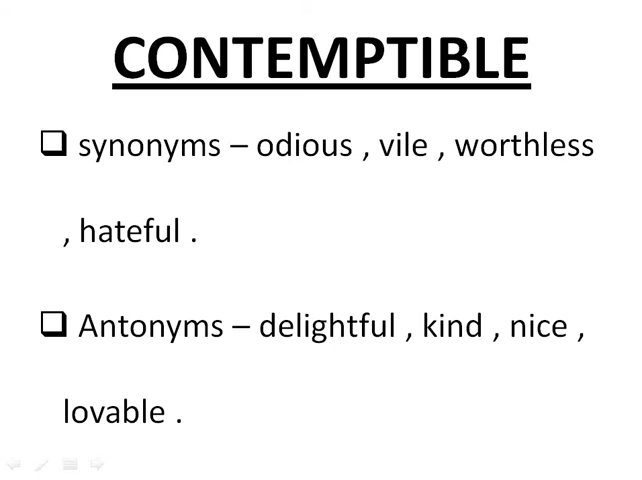 CONTEMPTIBLE
synonyms – odious , vile , worthless
, hateful .
Antonyms – delightful , kind , nice ,
lovable .